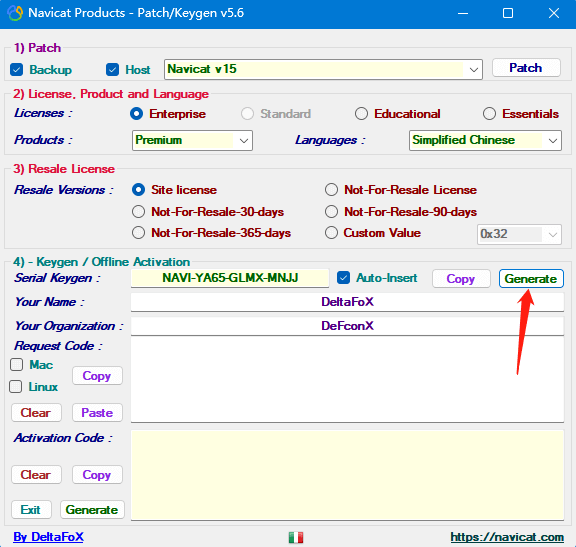 Navicat Products - Patch/Keygen v5.6
1) Patch
Backup Host Navicat v15 Patch
2) License, Product and Language
Licenses : Enterprise Standard Educational Essentials
Products : Premium Languages : Simplified Chinese
3) Resale License
Resale Versions : Site license Not-For-Resale License
Not-For-Resale-30-days Not-For-Resale-90-days
Not-For-Resale-365-days Custom Value 0x32
4) - Keygen / Offline Activation
Serial Keygen : NAVI-YA65-GLMX-MNJJ Auto-Insert Copy Generate
Your Name : DeltaFoX
Your Organization : DeFconX
Request Code :
Mac
Linux
Copy
Clear Paste
Activation Code :
Clear Copy
Exit Generate
By DeltaFoX https://navicat.com